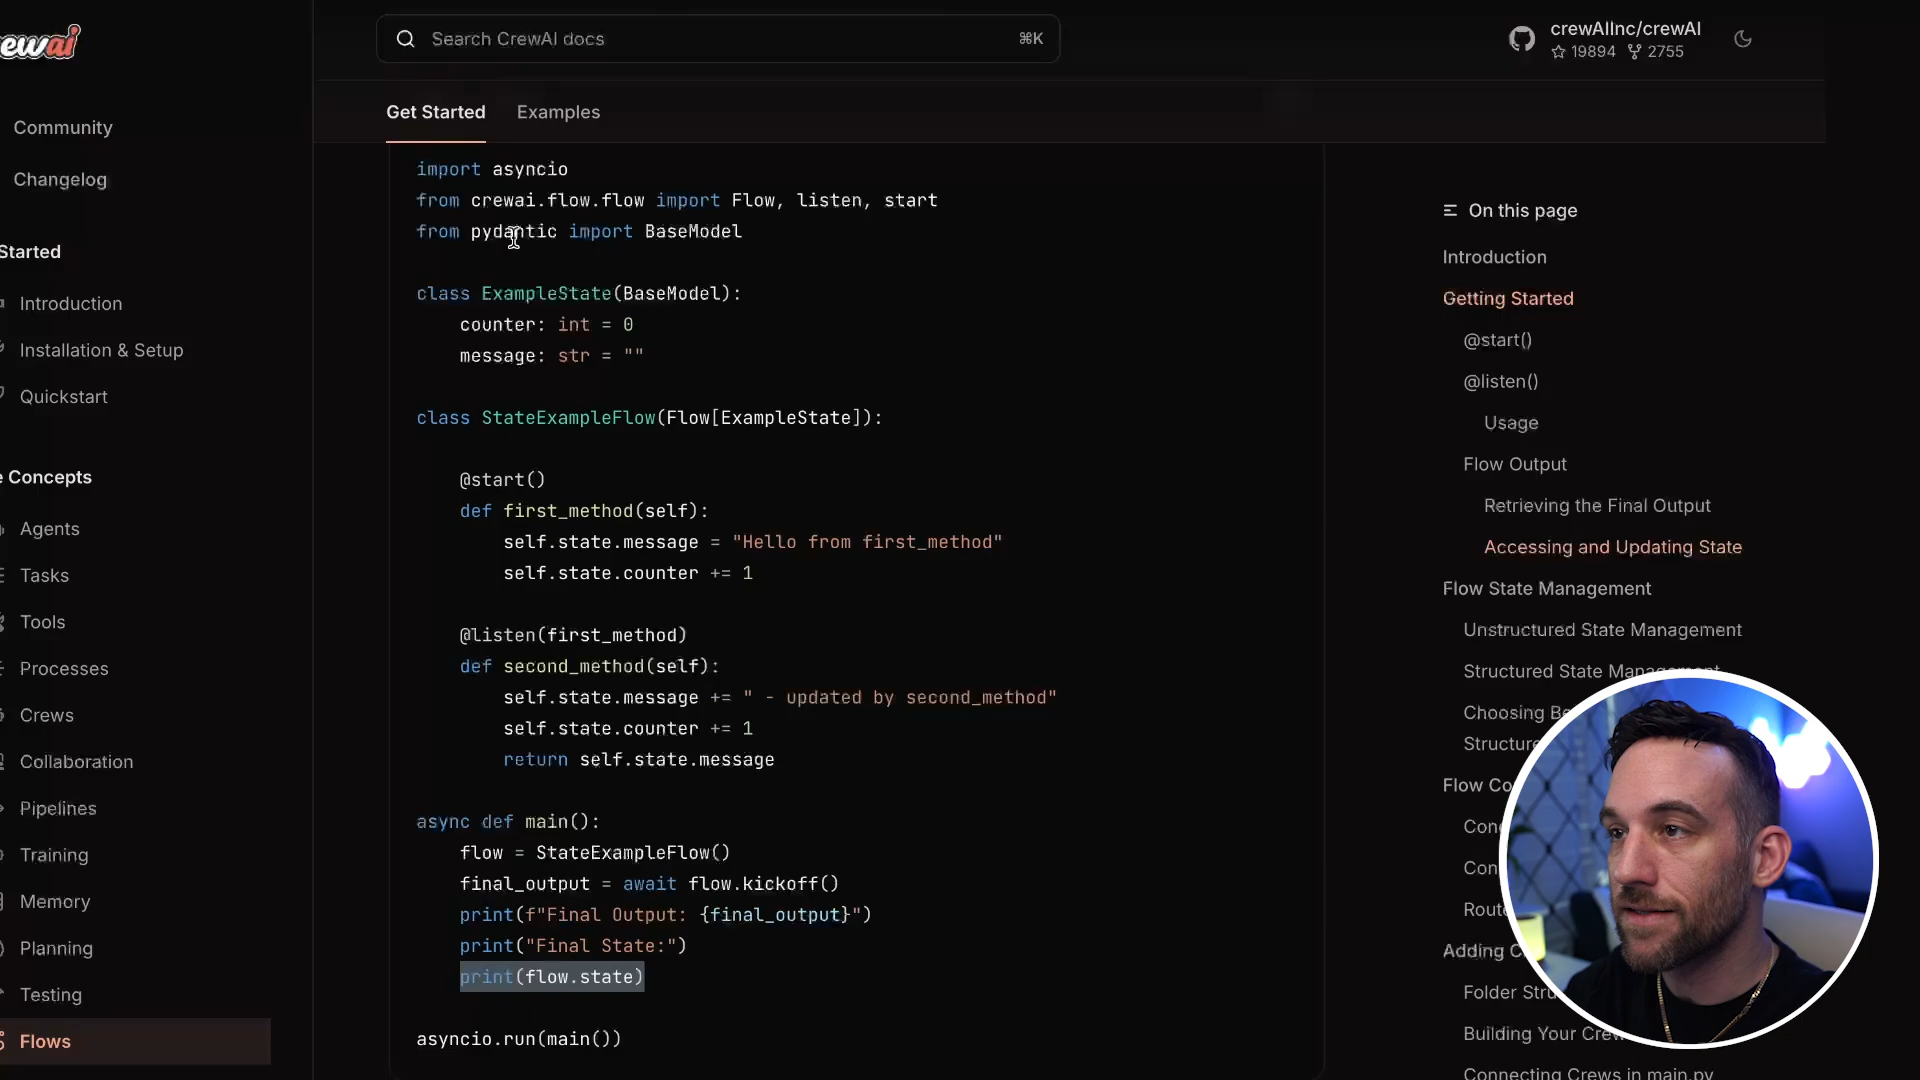 ewai
Search CrewAI docs
⌘K
crewAIInc/crewAI
19894 2755
Community
Changelog
Started
Introduction
Installation & Setup
Quickstart
Concepts
Agents
Tasks
Tools
Processes
Crews
Collaboration
Pipelines
Training
Memory
Planning
Testing
Flows
Get Started Examples
import asyncio
from crewai.flow.flow import Flow, listen, start
from pydantic import BaseModel
class ExampleState(BaseModel):
counter: int = 0
message: str = ""
class StateExampleFlow(Flow[ExampleState]):
@start()
def first_method(self):
self.state.message = "Hello from first_method"
self.state.counter += 1
@listen(first_method)
def second_method(self):
self.state.message += " - updated by second_method"
self.state.counter += 1
return self.state.message
async def main():
flow = StateExampleFlow()
final_output = await flow.kickoff()
print(f"Final Output: {final_output}")
print("Final State:")
print(flow.state)
asyncio.run(main())
On this page
Introduction
Getting Started
@start()
@listen()
Usage
Flow Output
Retrieving the Final Output
Accessing and Updating State
Flow State Management
Unstructured State Management
Structured State Management
Choosing
Flow
Adding
Folder
Building Your
Connecting Crews in main.py